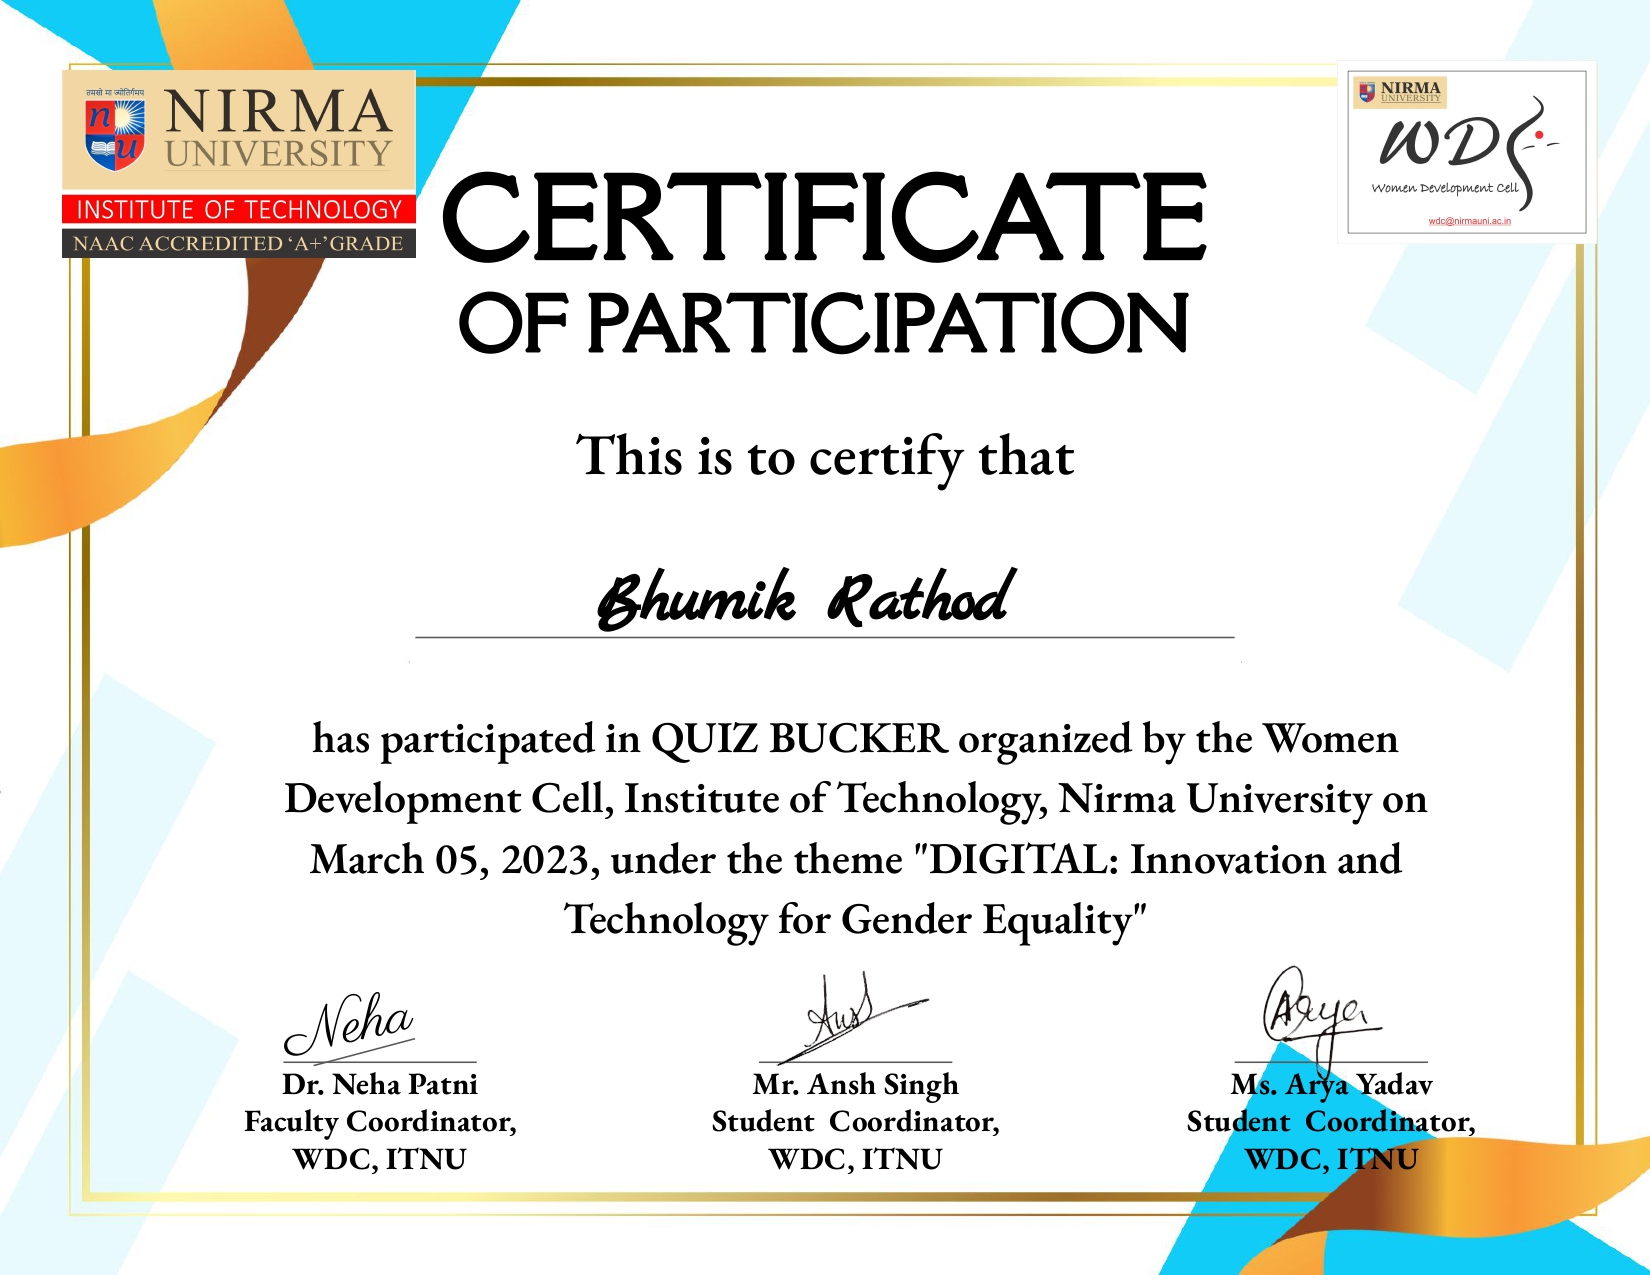 तमसो मा ज्योतिर्गमय
n
u
NIRMA
UNIVERSITY
INSTITUTE OF TECHNOLOGY
NAAC ACCREDITED ‘A+’GRADE
NIRMA
UNIVERSITY
WDC
Women Development Cell
wdc@nirmauni.ac.in
CERTIFICATE
OF PARTICIPATION
This is to certify that
Bhumik Rathod
has participated in QUIZ BUCKER organized by the Women
Development Cell, Institute of Technology, Nirma University on
March 05, 2023, under the theme "DIGITAL: Innovation and
Technology for Gender Equality"
Neha
Ansh
Arya
Dr. Neha Patni
Faculty Coordinator,
WDC, ITNU
Mr. Ansh Singh
Student Coordinator,
WDC, ITNU
Ms. Arya Yadav
Student Coordinator,
WDC, ITNU